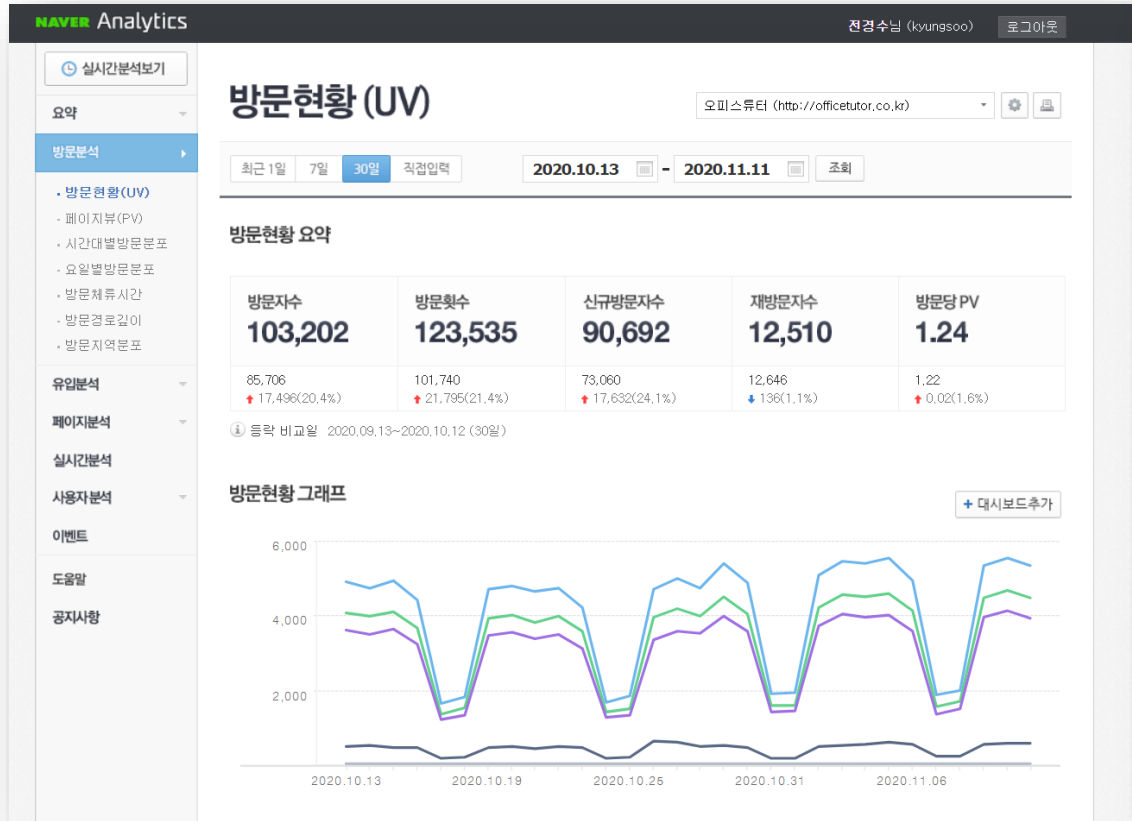 NAVER Analytics
전경수님 (kyungsoo)
로그아웃
실시간분석보기
요약
방문분석
· 방문현황(UV)
· 페이지뷰(PV)
· 시간대별방문분포
· 요일별방문분포
· 방문체류시간
· 방문경로깊이
· 방문지역분포
유입분석
페이지분석
실시간분석
사용자분석
이벤트
도움말
공지사항
방문현황 (UV)
오피스튜터 (http://officetutor.co.kr)
최근 1일 7일 30일 직접입력
2020.10.13 - 2020.11.11 조회
방문현황 요약
방문자수 방문횟수 신규방문자수 재방문자수 방문당 PV
103,202 123,535 90,692 12,510 1.24
85,706 101,740 73,060 12,646 1.22
17,496(20.4%) 21,795(21.4%) 17,632(24.1%) 136(1.1%) 0.02(1.6%)
등락 비교일 2020.09.13~2020.10.12 (30일)
방문현황 그래프
+ 대시보드추가
6,000
4,000
2,000
2020.10.13 2020.10.19 2020.10.25 2020.10.31 2020.11.06